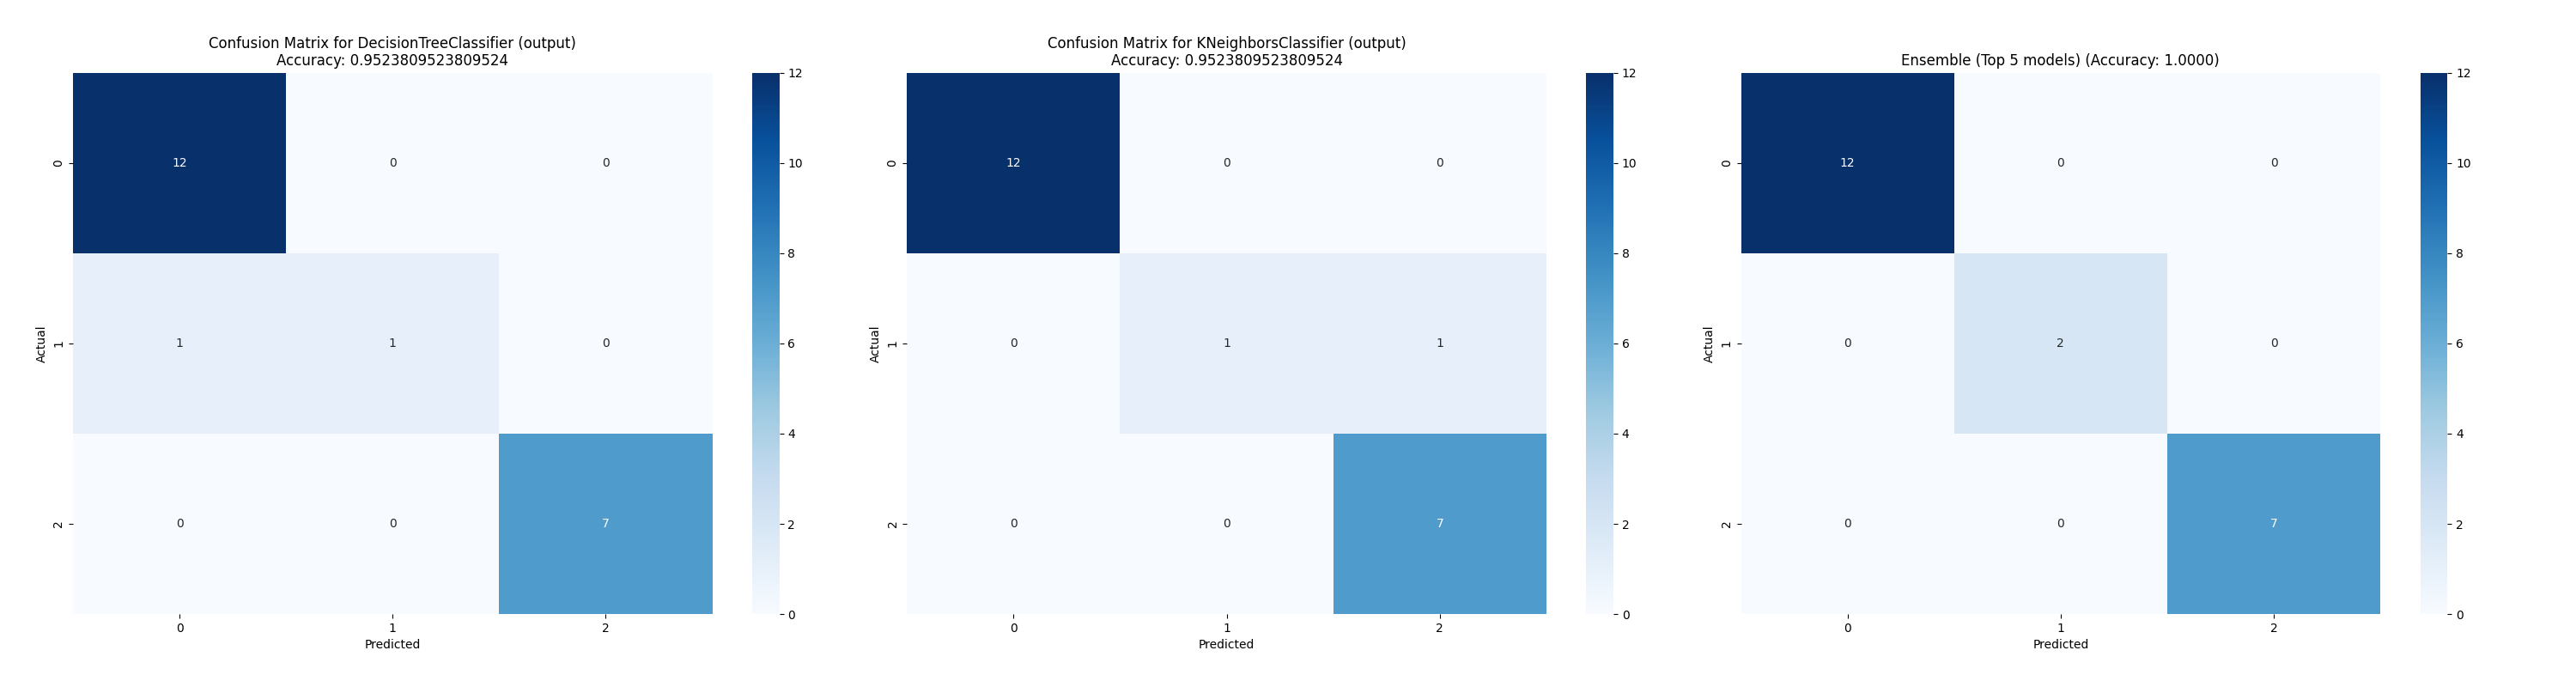 Confusion Matrix for DecisionTreeClassifier (output)
Accuracy: 0.9523809523809524
12 0 0
1 1 0
0 0 7
0
1
2
Actual
0 1 2
Predicted
12
10
8
6
4
2
0
Confusion Matrix for KNeighborsClassifier (output)
Accuracy: 0.9523809523809524
12 0 0
0 1 1
0 0 7
0
1
2
Actual
0 1 2
Predicted
12
10
8
6
4
2
0
Ensemble (Top 5 models) (Accuracy: 1.0000)
12 0 0
0 2 0
0 0 7
0
1
2
Actual
0 1 2
Predicted
12
10
8
6
4
2
0